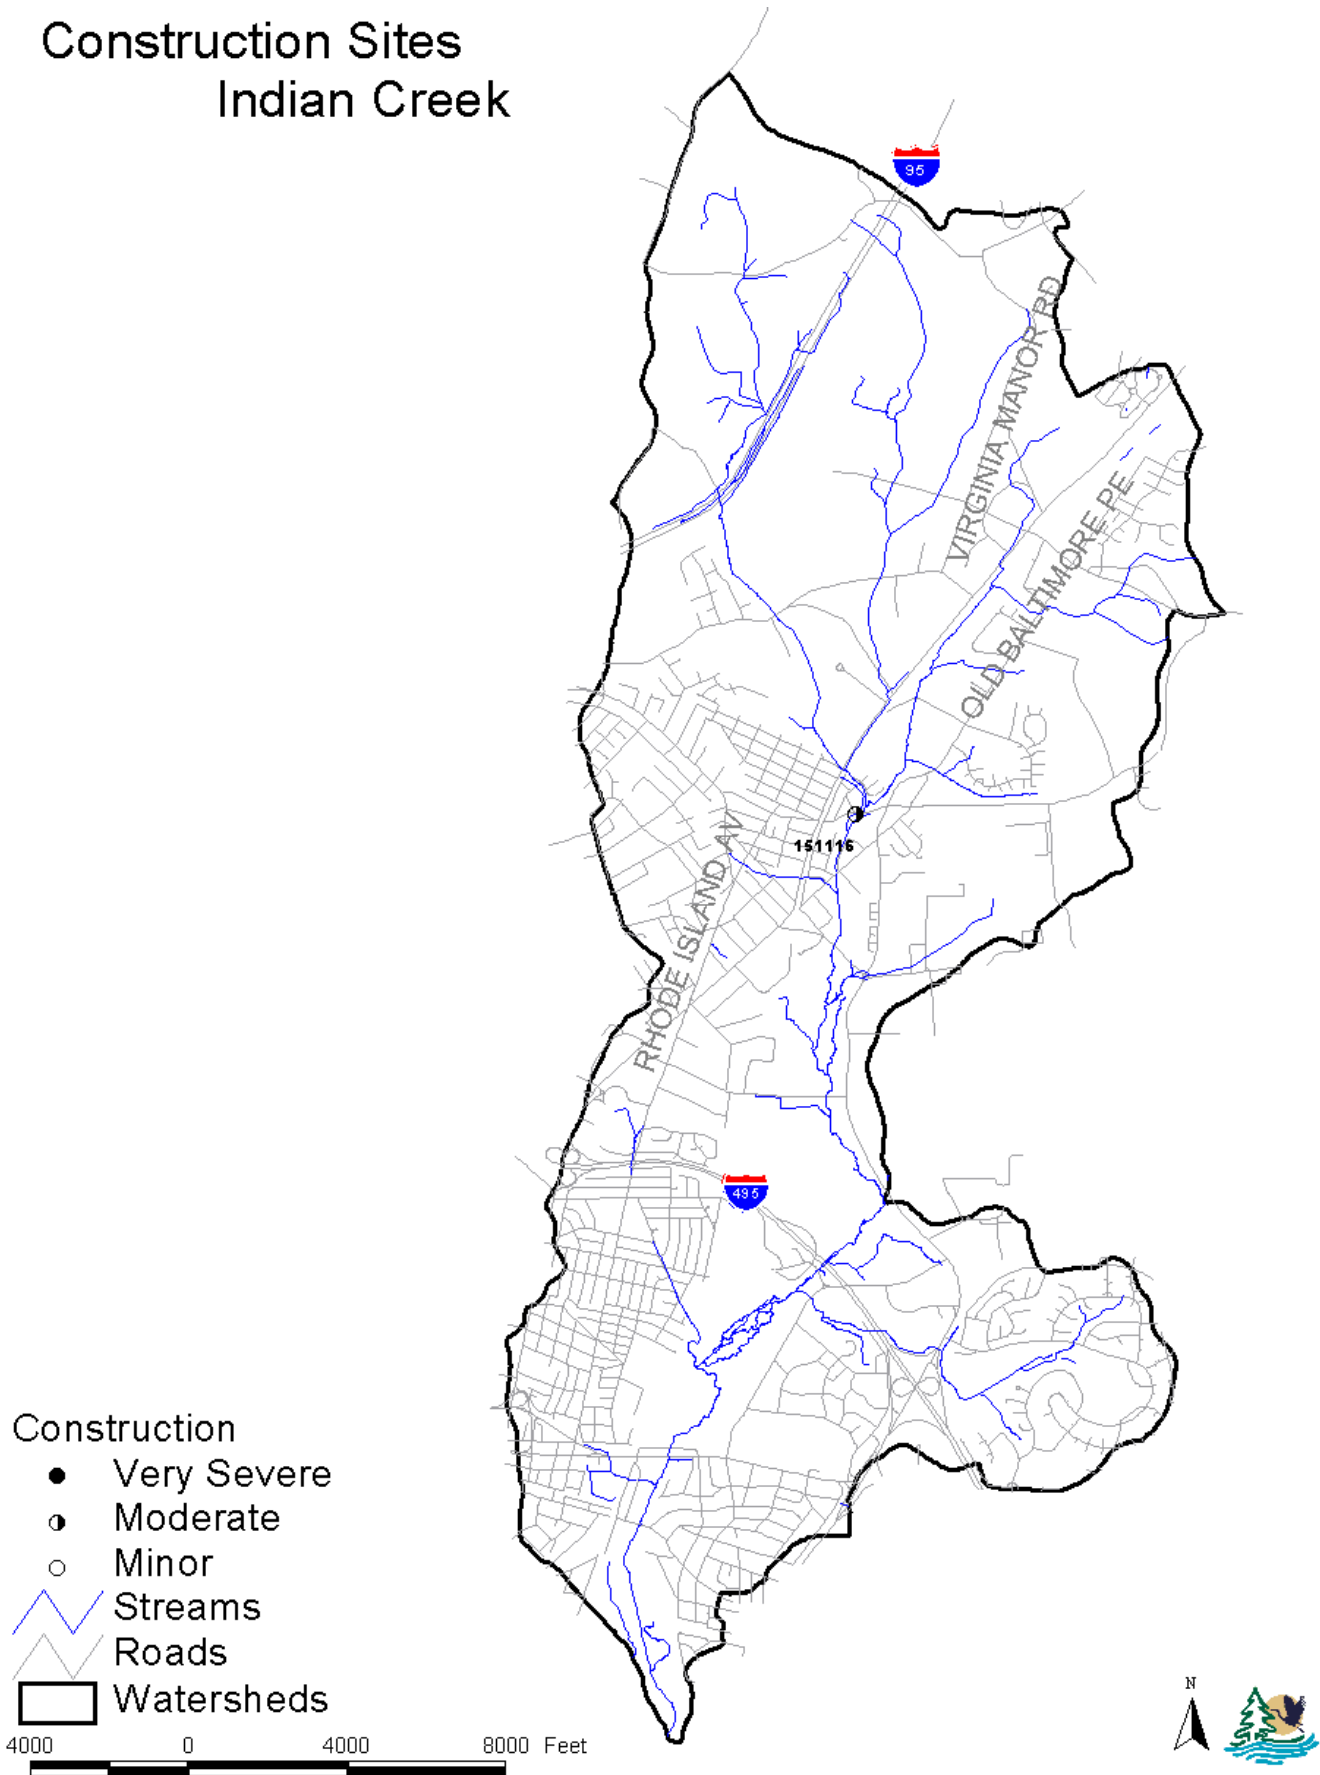 Construction Sites
Indian Creek
95
VIRGINIA MANOR RD
OLD BALTIMORE PE
151116
RHODE ISLAND AV
495
Construction
Very Severe
Moderate
Minor
Streams
Roads
Watersheds
4000 0 4000 8000 Feet
N